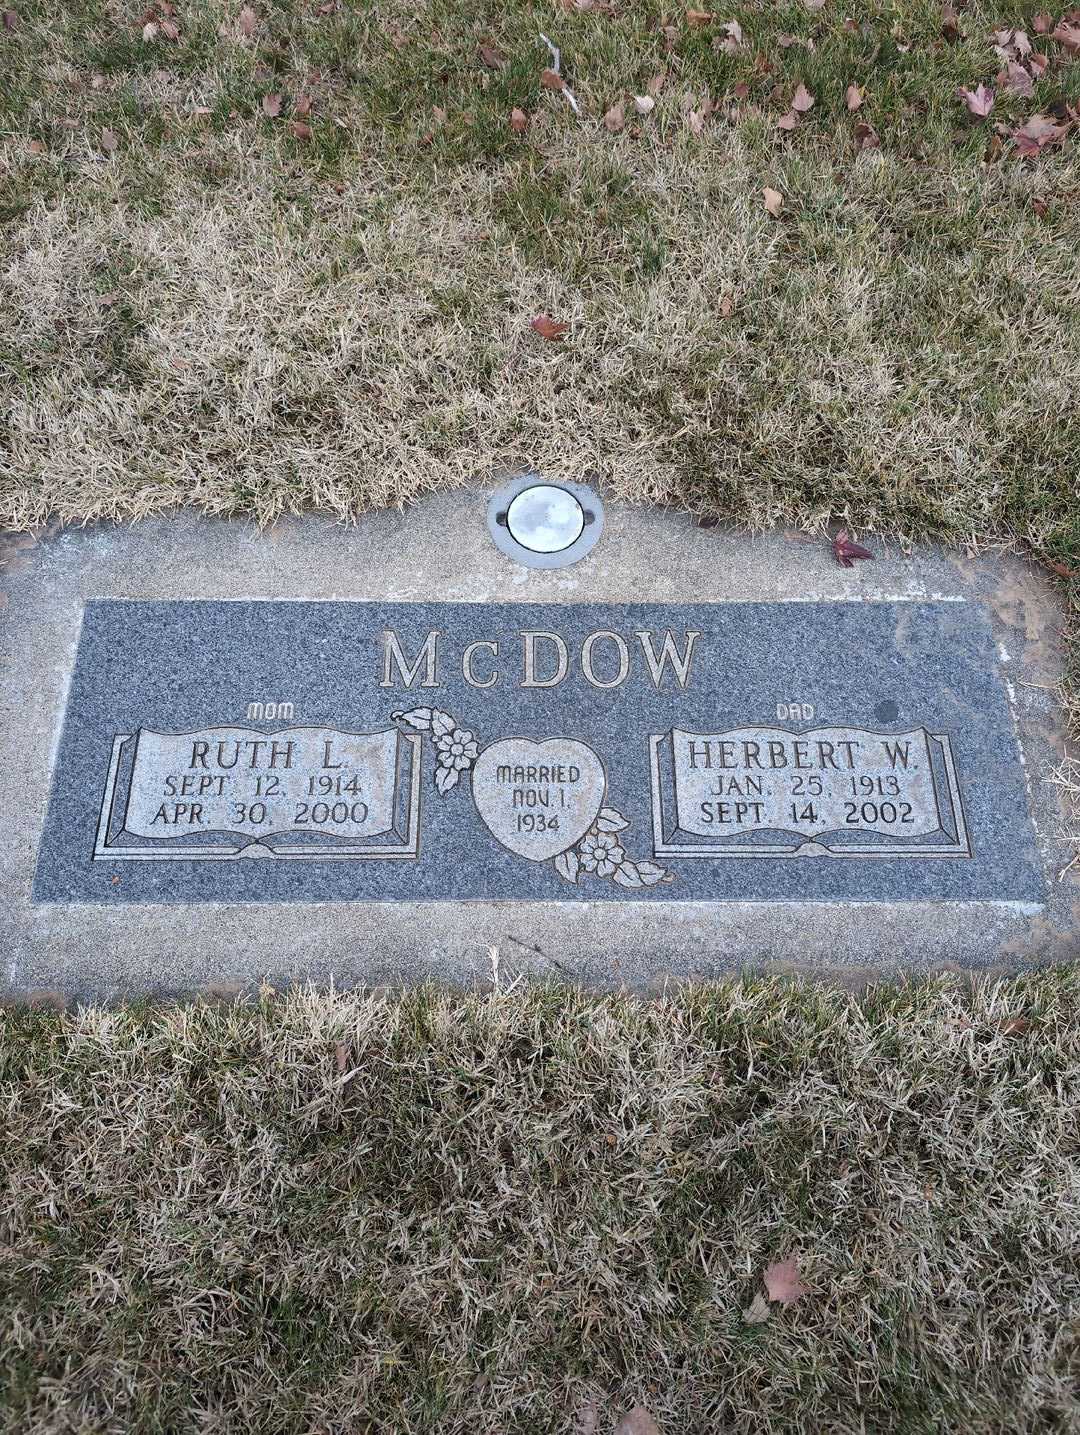 McDOW
MOM
RUTH L.
SEPT. 12, 1914
APR. 30, 2000
MARRIED
NOV. 1,
1934
DAD
HERBERT W.
JAN. 25, 1913
SEPT. 14, 2002